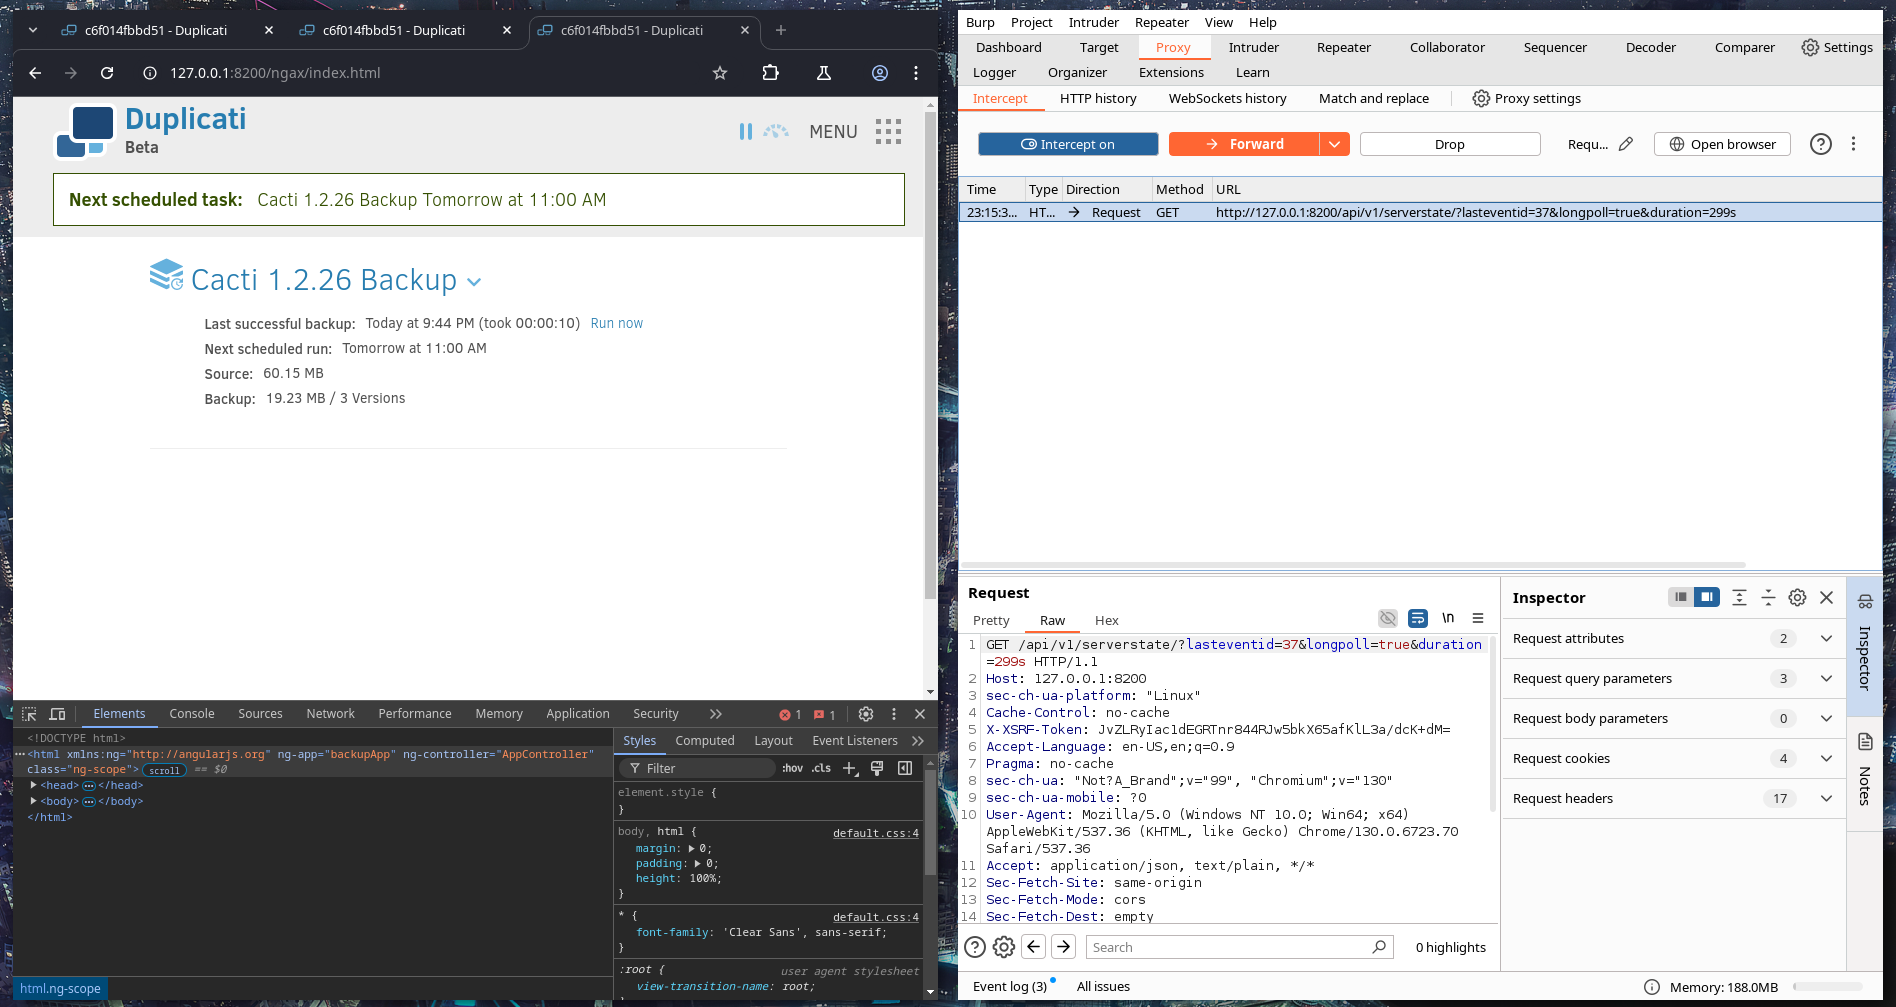 c6f014fbbd51 - Duplicati
c6f014fbbd51 - Duplicati
c6f014fbbd51 - Duplicati
127.0.0.1:8200/ngax/index.html
Duplicati
Beta
MENU
Next scheduled task: Cacti 1.2.26 Backup Tomorrow at 11:00 AM
Cacti 1.2.26 Backup
Last successful backup: Today at 9:44 PM (took 00:00:10) Run now
Next scheduled run: Tomorrow at 11:00 AM
Source: 60.15 MB
Backup: 19.23 MB / 3 Versions
Elements Console Sources Network Performance Memory Application Security 1 1
<!DOCTYPE html>
<html xmlns:ng="http://angularjs.org" ng-app="backupApp" ng-controller="AppController"
class="ng-scope"> scroll == $0
<head> </head>
<body> </body>
</html>
html.ng-scope
Styles Computed Layout Event Listeners
Filter :hov .cls
element.style {
}
body, html { default.css:4
margin: 0;
padding: 0;
height: 100%;
}
* { default.css:4
font-family: 'Clear Sans', sans-serif;
}
:root { user agent stylesheet
view-transition-name: root;
Burp Project Intruder Repeater View Help
Dashboard Target Proxy Intruder Repeater Collaborator Sequencer Decoder Comparer Settings
Logger Organizer Extensions Learn
Intercept HTTP history WebSockets history Match and replace Proxy settings
Intercept on Forward Drop Requ... Open browser
Time Type Direction Method URL
23:15:3... HT... Request GET http://127.0.0.1:8200/api/v1/serverstate/?lasteventid=37&longpoll=true&duration=299s
Request
Pretty Raw Hex \n
1 GET /api/v1/serverstate/?lasteventid=37&longpoll=true&duration
=299s HTTP/1.1
2 Host: 127.0.0.1:8200
3 sec-ch-ua-platform: "Linux"
4 Cache-Control: no-cache
5 X-XSRF-Token: JvZLRyIac1dEGRTnr844RJw5bkX65afKlL3a/dcK+dM=
6 Accept-Language: en-US,en;q=0.9
7 Pragma: no-cache
8 sec-ch-ua: "Not?A_Brand";v="99", "Chromium";v="130"
9 sec-ch-ua-mobile: ?0
10 User-Agent: Mozilla/5.0 (Windows NT 10.0; Win64; x64)
AppleWebKit/537.36 (KHTML, like Gecko) Chrome/130.0.6723.70
Safari/537.36
11 Accept: application/json, text/plain, */*
12 Sec-Fetch-Site: same-origin
13 Sec-Fetch-Mode: cors
14 Sec-Fetch-Dest: empty
Search 0 highlights
Inspector
Request attributes 2
Request query parameters 3
Request body parameters 0
Request cookies 4
Request headers 17
Inspector
Notes
Event log (3) All issues Memory: 188.0MB